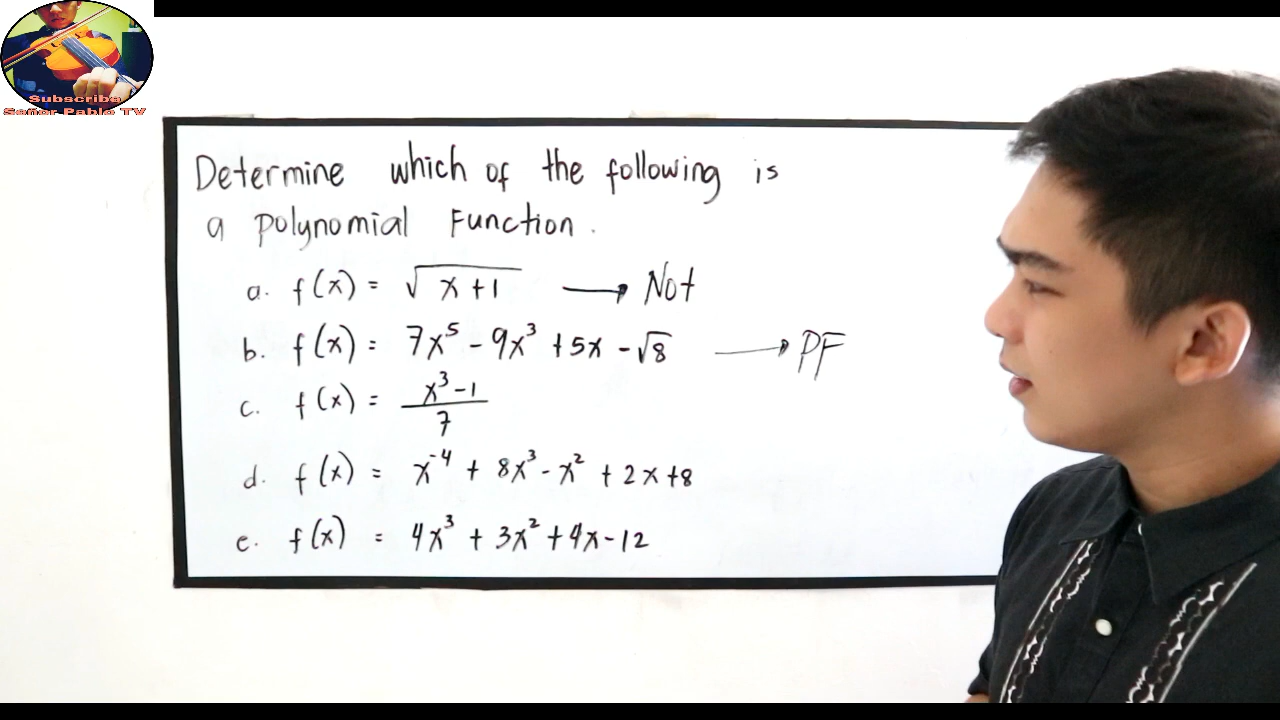 Subscribe
Señor Pablo TV
Determine which of the following is
a Polynomial Function.
a. f(x) = √x+1 → Not
b. f(x) = 7x⁵ - 9x³ + 5x - √8 → PF
c. f(x) = x³-1
7
d. f(x) = x⁻⁴ + 8x³ - x² + 2x + 8
e. f(x) = 4x³ + 3x² + 4x - 12